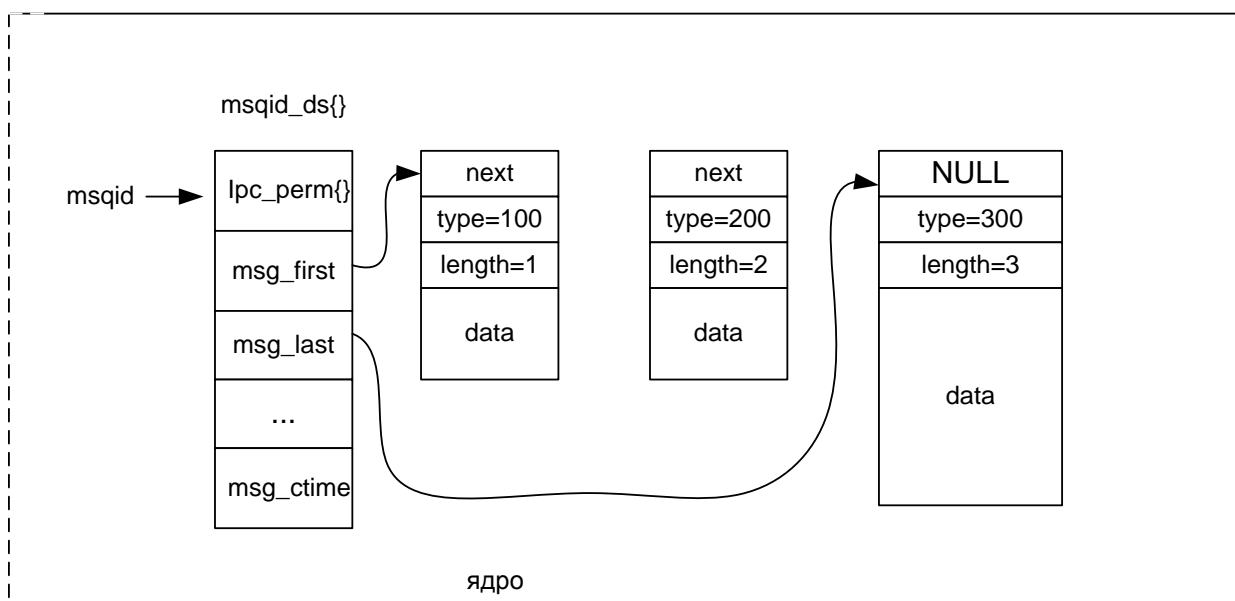 msqid_ds{}
msqid
Ipc_perm{}
msg_first
msg_last
...
msg_ctime
next
type=100
length=1
data
next
type=200
length=2
data
NULL
type=300
length=3
data
ядро